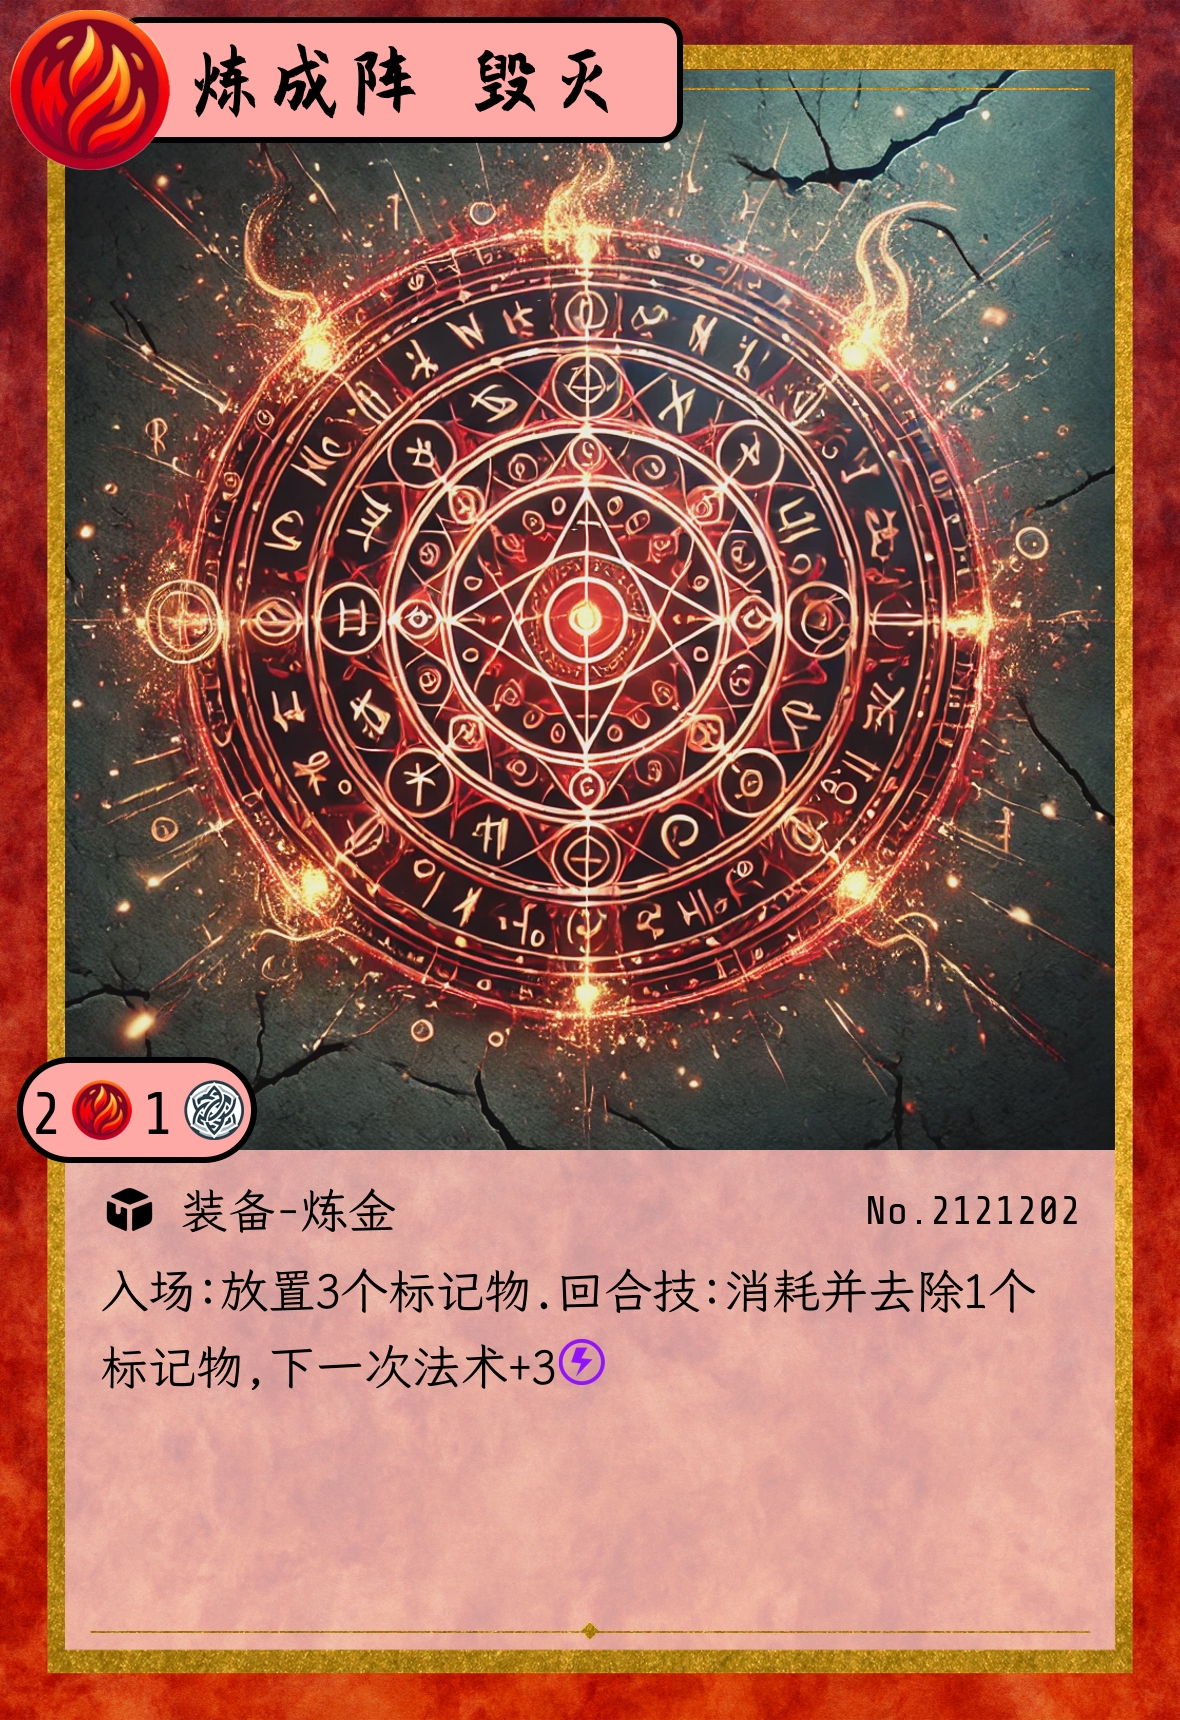 炼成阵 毁灭
2 1
装备-炼金
No.2121202
入场:放置3个标记物.回合技:消耗并去除1个
标记物,下一次法术+3